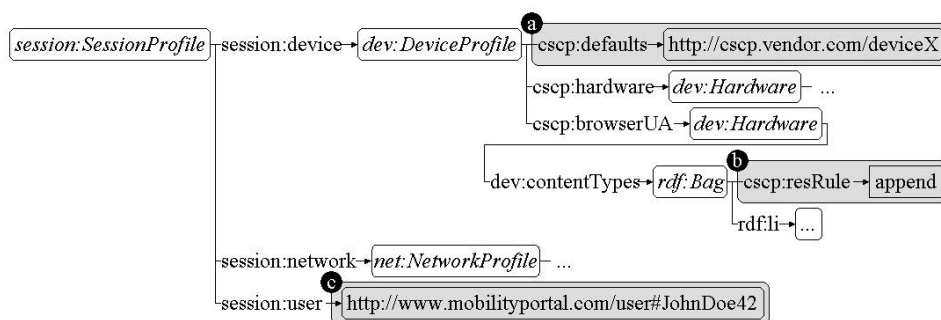 a
session:SessionProfile session:device dev:DeviceProfile cscp:defaults http://cscp.vendor.com/deviceX
cscp:hardware dev:Hardware ...
cscp:browserUA dev:Hardware
b
dev:contentTypes rdf:Bag cscp:resRule append
rdf:li ...
session:network net:NetworkProfile ...
c
session:user http://www.mobilityportal.com/user#JohnDoe42